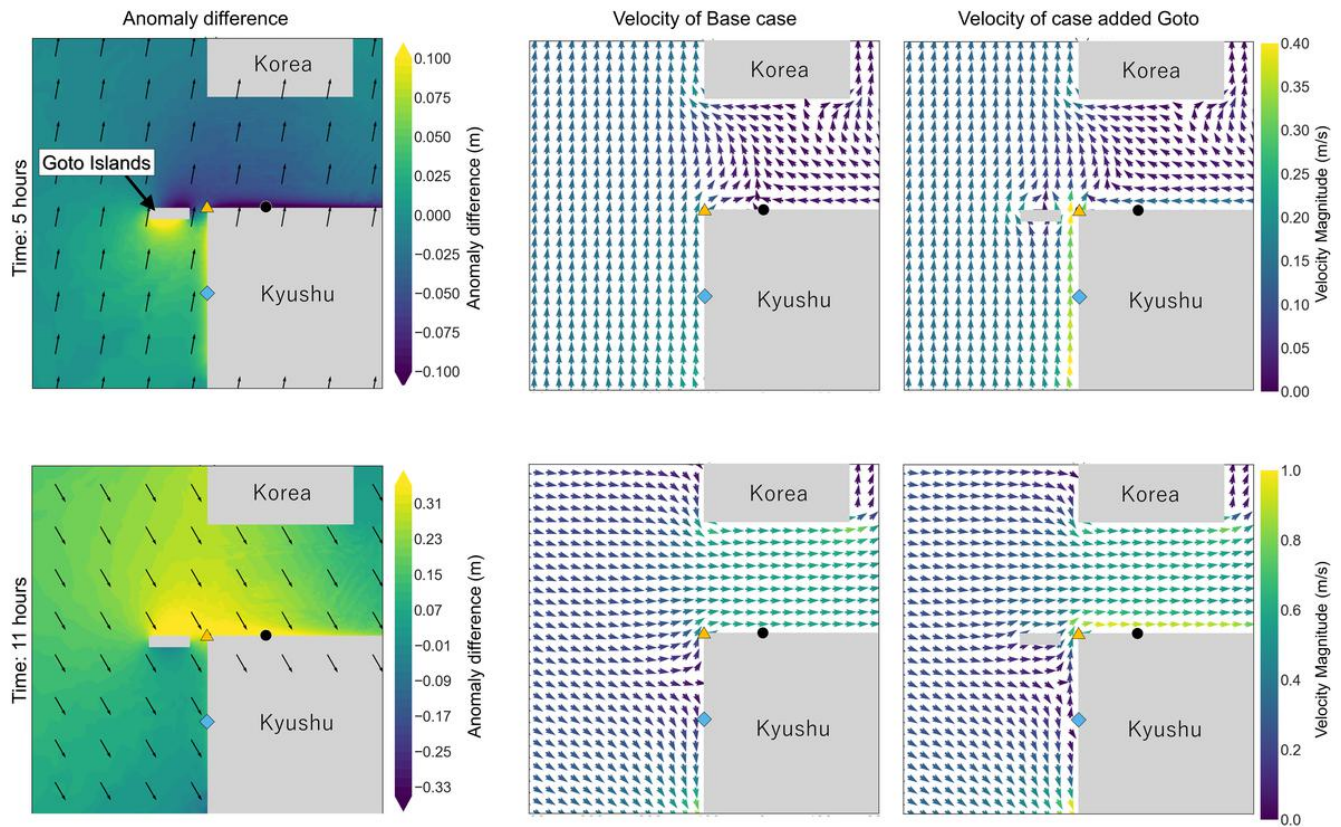 Anomaly difference
Velocity of Base case
Velocity of case added Goto
Time: 5 hours
Korea
Goto Islands
Kyushu
0.100
0.075
0.050
0.025
0.000
−0.025
−0.050
−0.075
−0.100
Anomaly difference (m)
Korea
Kyushu
Korea
Kyushu
0.40
0.35
0.30
0.25
0.20
0.15
0.10
0.05
0.00
Velocity Magnitude (m/s)
Time: 11 hours
Korea
Kyushu
0.31
0.23
0.15
0.07
−0.01
−0.09
−0.17
−0.25
−0.33
Anomaly difference (m)
Korea
Kyushu
Korea
Kyushu
1.0
0.8
0.6
0.4
0.2
0.0
Velocity Magnitude (m/s)